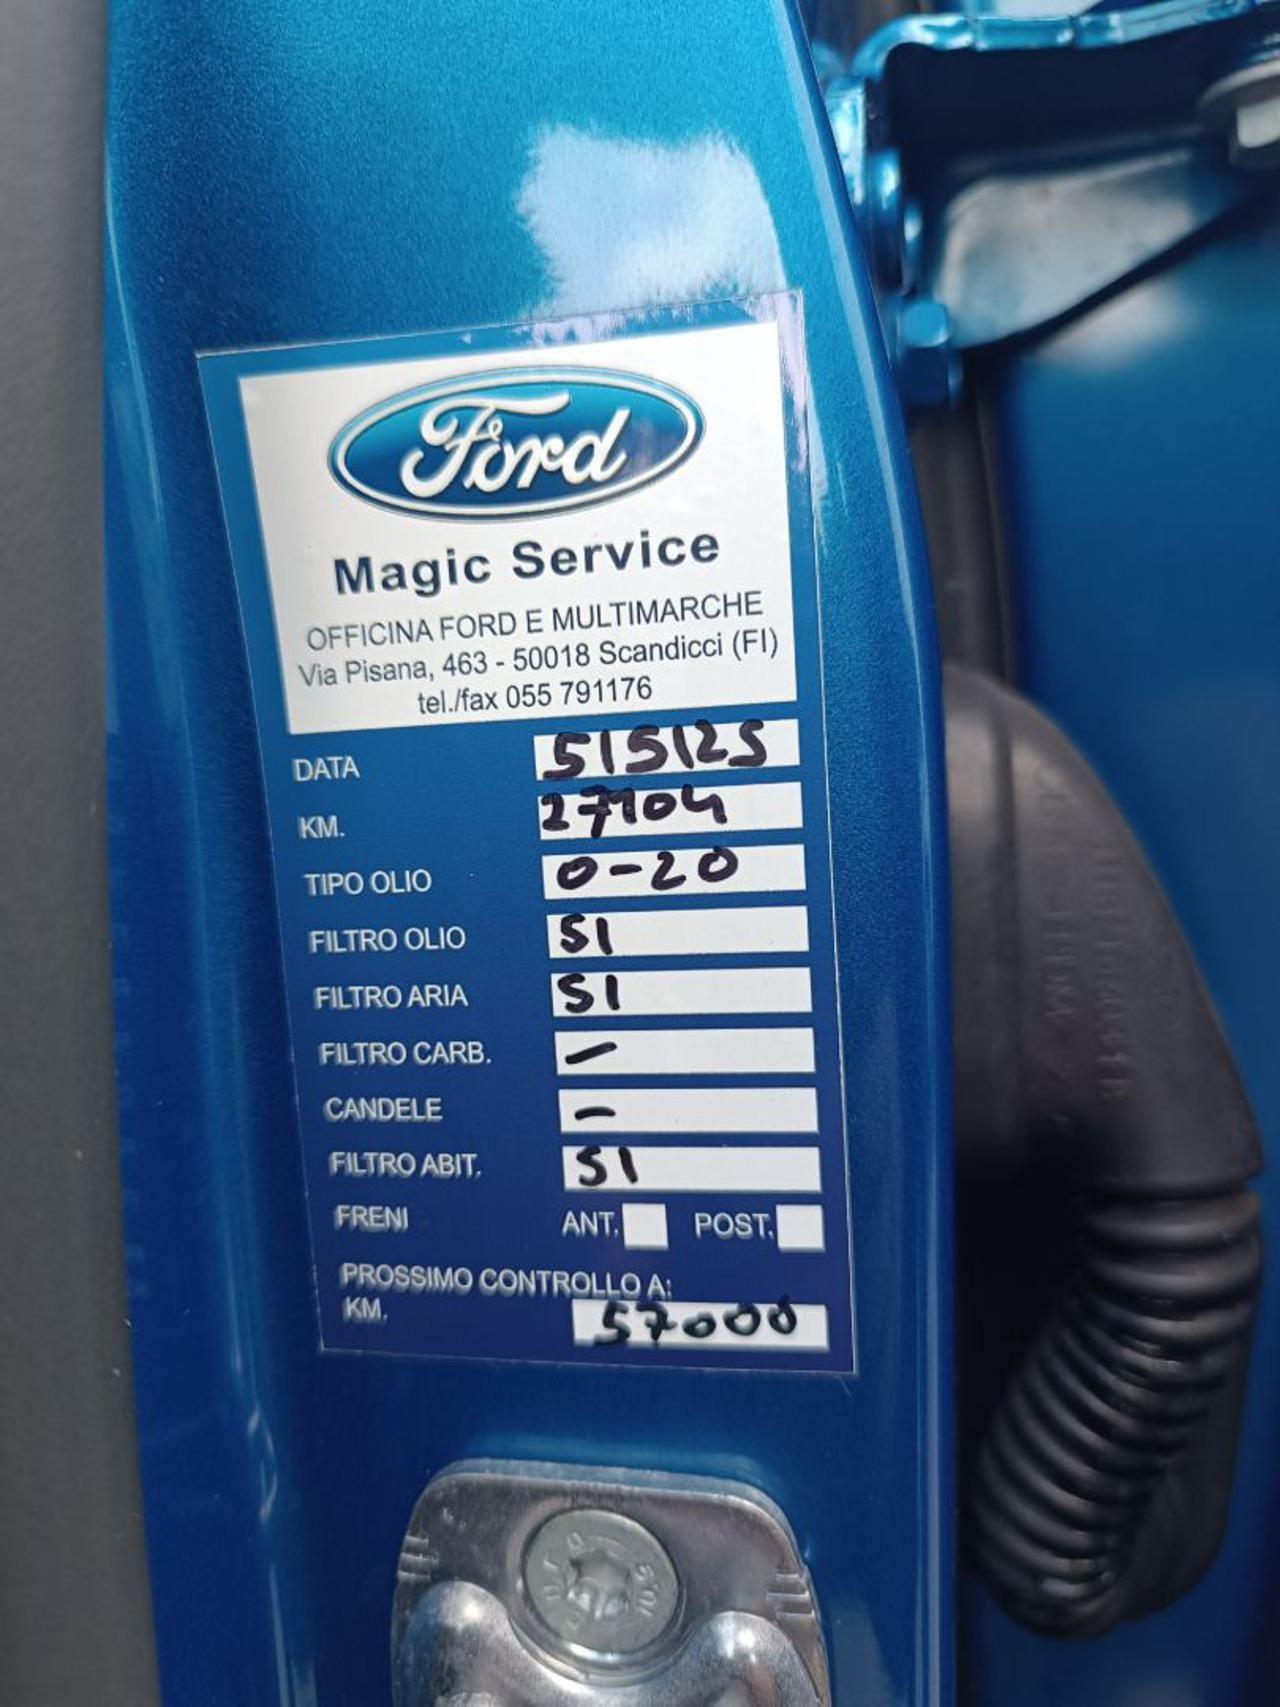 Ford
Magic Service
OFFICINA FORD E MULTIMARCHE
Via Pisana, 463 - 50018 Scandicci (FI)
tel./fax 055 791176
DATA 5/5/25
KM. 27104
TIPO OLIO 0-20
FILTRO OLIO SI
FILTRO ARIA SI
FILTRO CARB. -
CANDELE -
FILTRO ABIT. SI
FRENI ANT. POST.
PROSSIMO CONTROLLO A:
KM. 57000